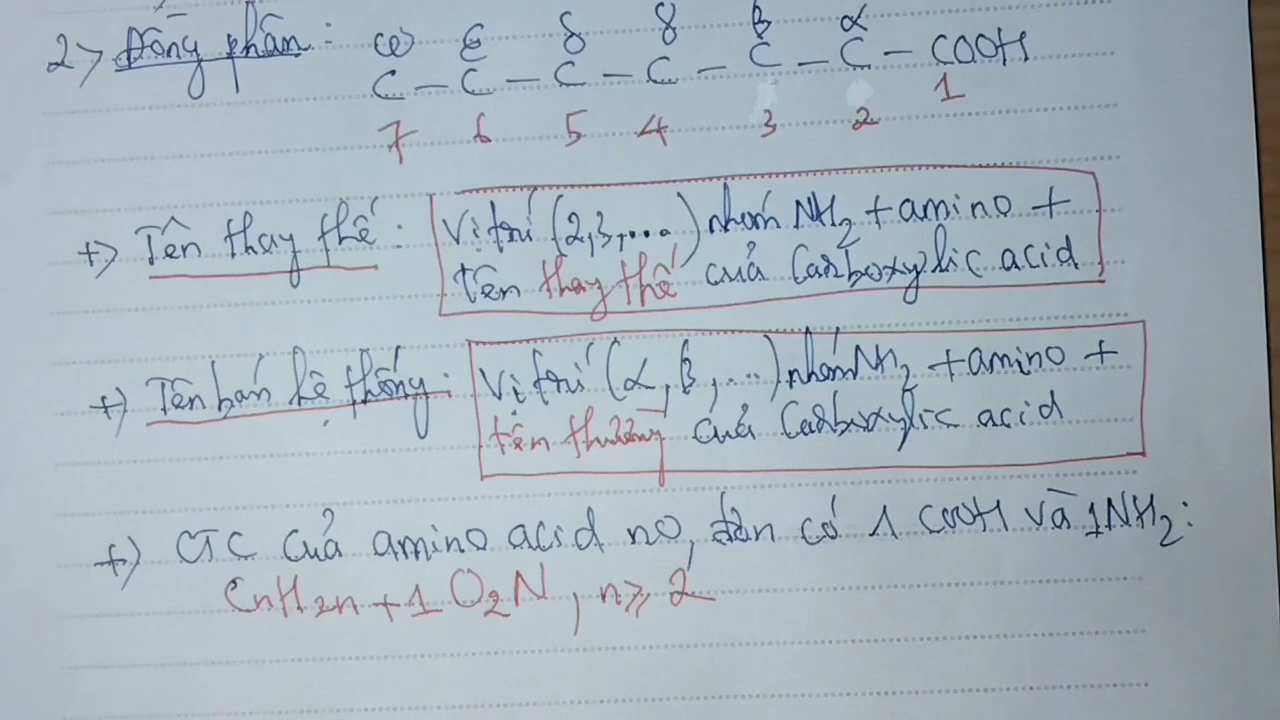 2> Đồng phân: ω ε δ γ β α
C – C – C – C – C – C – COOH
7 6 5 4 3 2 1
+> Tên thay thế: Vị trí (2,3,....) nhóm NH2 + amino +
tên thay thế của Carboxylic acid
+) Tên bán hệ thống: Vị trí (α, β, ...) nhóm NH2 + amino +
tên thường của Carboxylic acid
+) CTC của amino acid no, đơn có 1 COOH và 1NH2:
CnH2n+1O2N, n ≥ 2